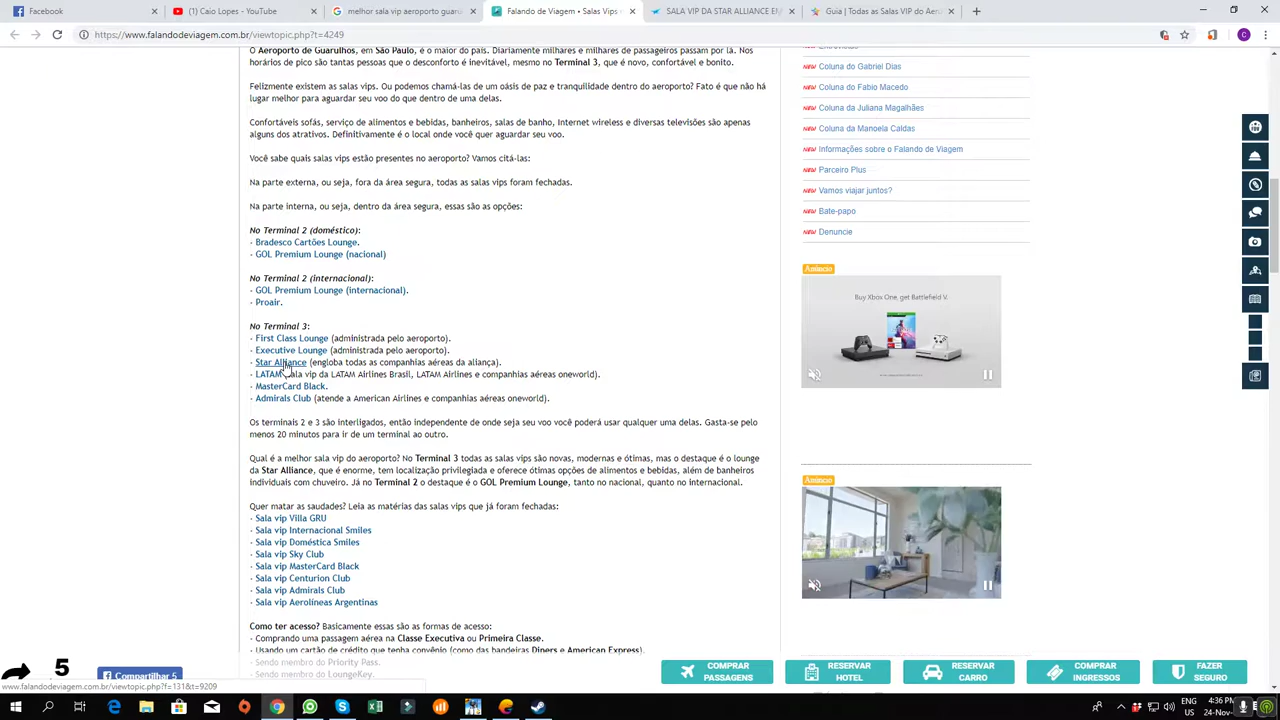 Facebook
(1) Caio Lopes - YouTube
melhor sala vip aeroporto guaru
Falando de Viagem • Salas Vips •
SALA VIP DA STAR ALLIANCE EM
Guia | Todas as Salas VIP do Aero
https://www.falandodeviagem.com.br/viewtopic.php?t=4249
O Aeroporto de Guarulhos, em São Paulo, é o maior do país. Diariamente milhares e milhares de passageiros passam por lá. Nos
horários de pico são tantas pessoas que o desconforto é inevitável, mesmo no Terminal 3, que é novo, confortável e bonito.
Felizmente existem as salas vips. Ou podemos chamá-las de um oásis de paz e tranquilidade dentro do aeroporto? Fato é que não há
lugar melhor para aguardar seu voo do que dentro de uma delas.
Confortáveis sofás, serviço de alimentos e bebidas, banheiros, salas de banho, internet wireless e diversas televisões são apenas
alguns dos atrativos. Definitivamente é o local onde você quer aguardar seu voo.
Você sabe quais salas vips estão presentes no aeroporto? Vamos citá-las:
Na parte externa, ou seja, fora da área segura, todas as salas vips foram fechadas.
Na parte interna, ou seja, dentro da área segura, essas são as opções:
No Terminal 2 (doméstico):
- Bradesco Cartões Lounge.
- GOL Premium Lounge (nacional)
No Terminal 2 (internacional):
- GOL Premium Lounge (internacional).
- Proair.
No Terminal 3:
- First Class Lounge (administrada pelo aeroporto).
- Executive Lounge (administrada pelo aeroporto).
- Star Alliance (engloba todas as companhias aéreas da aliança).
- LATAM (sala vip da LATAM Airlines Brasil, LATAM Airlines e companhias aéreas oneworld).
- MasterCard Black.
- Admirals Club (atende a American Airlines e companhias aéreas oneworld).
Os terminais 2 e 3 são interligados, então independente de onde seja seu voo você poderá usar qualquer uma delas. Gasta-se pelo
menos 20 minutos para ir de um terminal ao outro.
Qual é a melhor sala vip do aeroporto? No Terminal 3 todas as salas vips são novas, modernas e ótimas, mas o destaque é o lounge
da Star Alliance, que é enorme, tem localização privilegiada e oferece ótimas opções de alimentos e bebidas, além de banheiros
individuais com chuveiro. Já no Terminal 2 o destaque é o GOL Premium Lounge, tanto no nacional, quanto no internacional.
Quer matar as saudades? Leia as matérias das salas vips que já foram fechadas:
- Sala vip Villa GRU
- Sala vip Internacional Smiles
- Sala vip Doméstica Smiles
- Sala vip Sky Club
- Sala vip MasterCard Black
- Sala vip Centurion Club
- Sala vip Admirals Club
- Sala vip Aerolíneas Argentinas
Como ter acesso? Basicamente essas são as formas de acesso:
- Comprando uma passagem aérea na Classe Executiva ou Primeira Classe.
- Usando um cartão de crédito que tenha convênio (como das bandeiras Diners e American Express).
- Sendo membro do Priority Pass.
- Sendo membro do LoungeKey.
Entrevistas
NEW Coluna do Gabriel Dias
NEW Coluna do Fabio Macedo
NEW Coluna da Juliana Magalhães
NEW Coluna da Manoela Caldas
NEW Informações sobre o Falando de Viagem
NEW Parceiro Plus
NEW Vamos viajar juntos?
NEW Bate-papo
NEW Denuncie
Anúncio
Buy Xbox One, get Battlefield V.
Anúncio
5
Compartilhar 5
COMPRAR PASSAGENS
RESERVAR HOTEL
RESERVAR CARRO
COMPRAR INGRESSOS
FAZER SEGURO
www.falandodeviagem.com.br/viewtopic.php?f=131&t=9209
ENG
US
4:36 PM
24-Nov